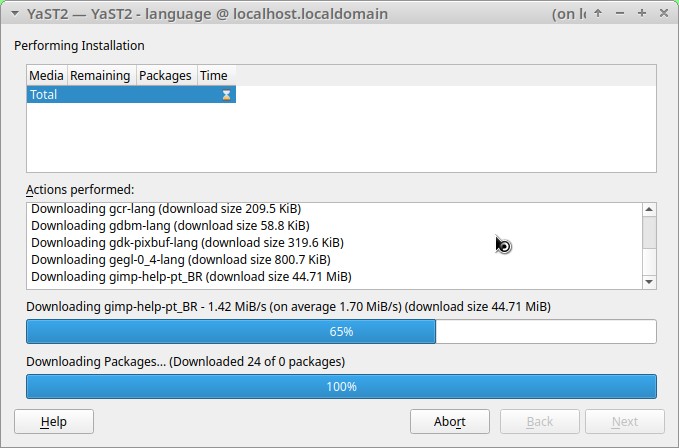 YaST2 — YaST2 - language @ localhost.localdomain (on l
Performing Installation
Media Remaining Packages Time
Total
Actions performed:
Downloading gcr-lang (download size 209.5 KiB)
Downloading gdbm-lang (download size 58.8 KiB)
Downloading gdk-pixbuf-lang (download size 319.6 KiB)
Downloading gegl-0_4-lang (download size 800.7 KiB)
Downloading gimp-help-pt_BR (download size 44.71 MiB)
Downloading gimp-help-pt_BR - 1.42 MiB/s (on average 1.70 MiB/s) (download size 44.71 MiB)
65%
Downloading Packages... (Downloaded 24 of 0 packages)
100%
Help Abort Back Next